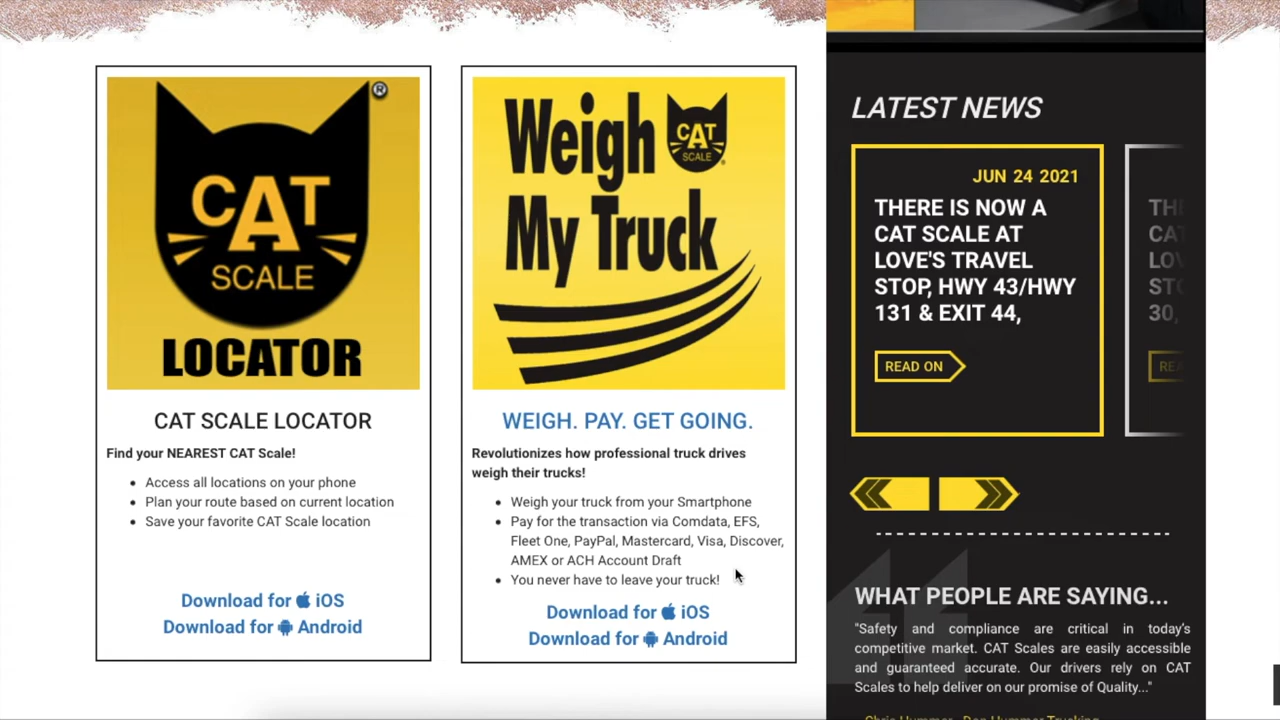 CAT
SCALE
®
LOCATOR
CAT SCALE LOCATOR
Find your NEAREST CAT Scale!
Access all locations on your phone
Plan your route based on current location
Save your favorite CAT Scale location
Download for iOS
Download for Android
Weigh
CAT
SCALE
My Truck
WEIGH. PAY. GET GOING.
Revolutionizes how professional truck drives
weigh their trucks!
Weigh your truck from your Smartphone
Pay for the transaction via Comdata, EFS,
Fleet One, PayPal, Mastercard, Visa, Discover,
AMEX or ACH Account Draft
You never have to leave your truck!
Download for iOS
Download for Android
LATEST NEWS
JUN 24 2021
THERE IS NOW A
CAT SCALE AT
LOVE'S TRAVEL
STOP, HWY 43/HWY
131 & EXIT 44,
READ ON
30,
WHAT PEOPLE ARE SAYING...
"Safety and compliance are critical in today's
competitive market. CAT Scales are easily accessible
and guaranteed accurate. Our drivers rely on CAT
Scales to help deliver on our promise of Quality..."